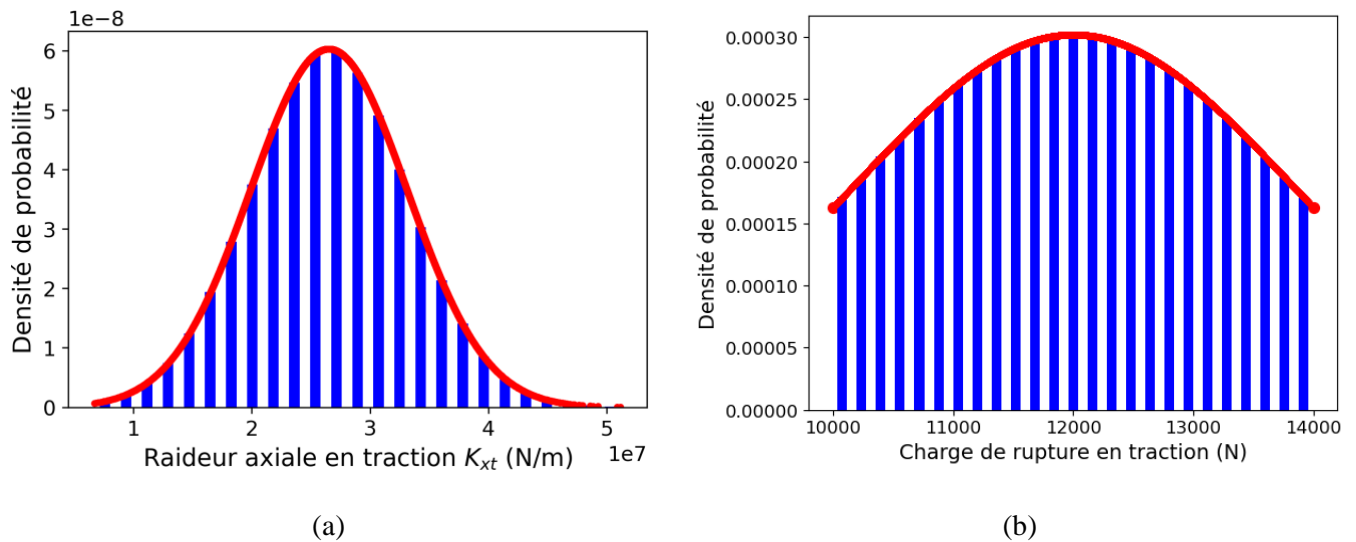 1e−8
6
5
4
3
2
1
0
Densité de probabilité
1 2 3 4 5
1e7
Raideur axiale en traction Kxt (N/m)
(a)
0.00030
0.00025
0.00020
0.00015
0.00010
0.00005
0.00000
Densité de probabilité
10000 11000 12000 13000 14000
Charge de rupture en traction (N)
(b)